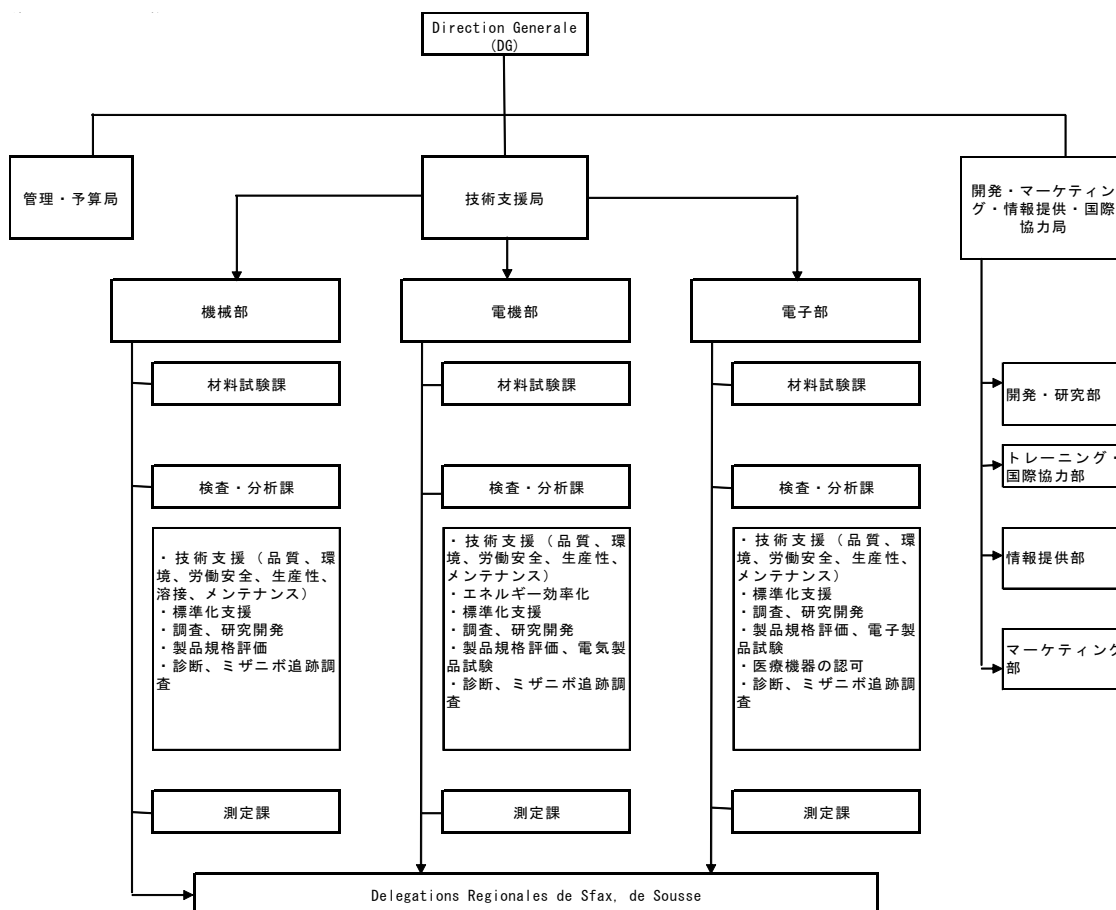 Direction Generale
(DG)
管理・予算局
技術支援局
開発・マーケティン
グ・情報提供・国際
協力局
機械部
電機部
電子部
材料試験課
材料試験課
材料試験課
開発・研究部
トレーニング・
国際協力部
検査・分析課
検査・分析課
検査・分析課
・技術支援(品質、環
境、労働安全、生産性、
溶接、メンテナンス)
・標準化支援
・調査、研究開発
・製品規格評価
・診断、ミザニボ追跡調
査
・技術支援(品質、環
境、労働安全、生産性、
メンテナンス)
・エネルギー効率化
・標準化支援
・調査、研究開発
・製品規格評価、電気製
品試験
・診断、ミザニボ追跡調
査
・技術支援(品質、環
境、労働安全、生産性、
メンテナンス)
・標準化支援
・調査、研究開発
・製品規格評価、電子製
品試験
・医療機器の認可
・診断、ミザニボ追跡調
査
情報提供部
マーケティング
部
測定課
測定課
測定課
Delegations Regionales de Sfax, de Sousse